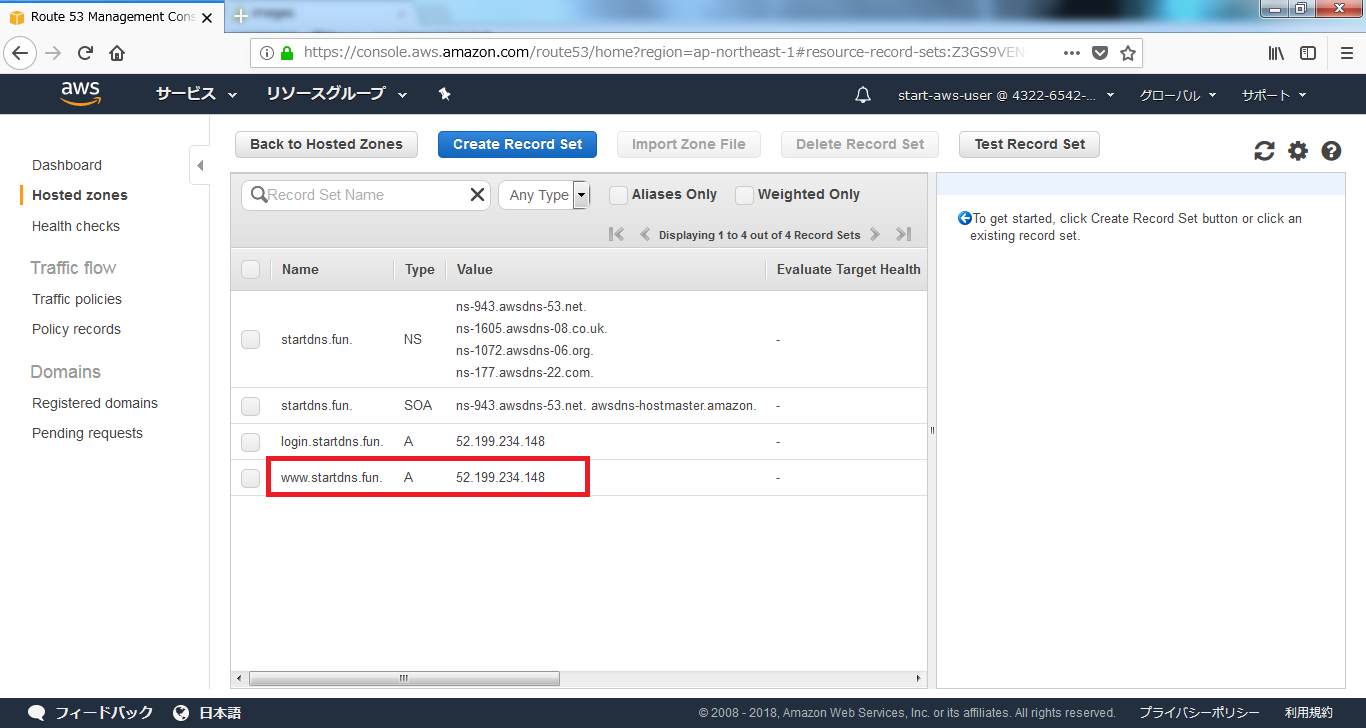 Route 53 Management Cons
https://console.aws.amazon.com/route53/home?region=ap-northeast-1#resource-record-sets:Z3GS9VEN
aws
サービス
リソースグループ
start-aws-user @ 4322-6542-...
グローバル
サポート
Back to Hosted Zones
Create Record Set
Import Zone File
Delete Record Set
Test Record Set
Dashboard
Hosted zones
Health checks
Traffic flow
Traffic policies
Policy records
Domains
Registered domains
Pending requests
Record Set Name
Any Type
Aliases Only
Weighted Only
Displaying 1 to 4 out of 4 Record Sets
Name Type Value Evaluate Target Health
ns-943.awsdns-53.net.
ns-1605.awsdns-08.co.uk.
startdns.fun. NS -
ns-1072.awsdns-06.org.
ns-177.awsdns-22.com.
startdns.fun. SOA ns-943.awsdns-53.net. awsdns-hostmaster.amazon. -
login.startdns.fun. A 52.199.234.148 -
www.startdns.fun. A 52.199.234.148 -
To get started, click Create Record Set button or click an
existing record set.
フィードバック
日本語
© 2008 - 2018, Amazon Web Services, Inc. or its affiliates. All rights reserved.
プライバシーポリシー
利用規約